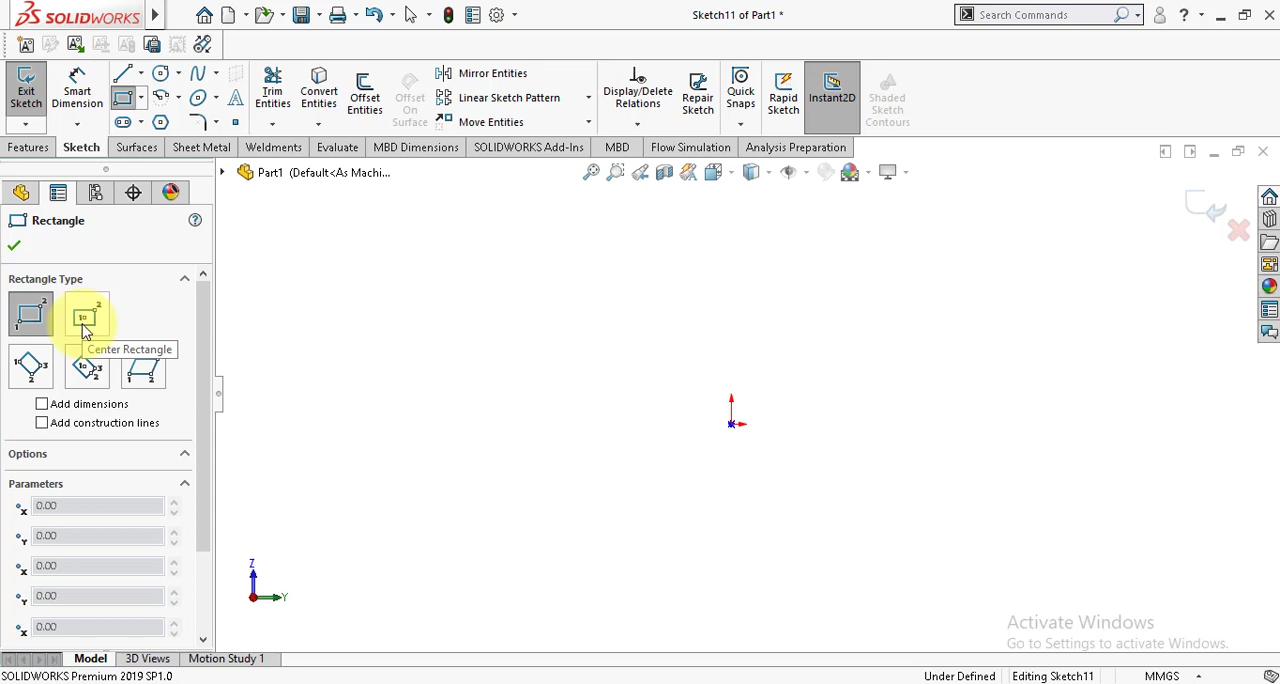 SOLIDWORKS
Sketch11 of Part1 *
Search Commands
Exit Sketch
Smart Dimension
Trim Entities
Convert Entities
Offset Entities
Offset On Surface
Mirror Entities
Linear Sketch Pattern
Move Entities
Display/Delete Relations
Repair Sketch
Quick Snaps
Rapid Sketch
Instant2D
Shaded Sketch Contours
Features Sketch Surfaces Sheet Metal Weldments Evaluate MBD Dimensions SOLIDWORKS Add-Ins MBD Flow Simulation Analysis Preparation
Part1 (Default<As Machi...
Rectangle
Rectangle Type
Center Rectangle
Add dimensions
Add construction lines
Options
Parameters
0.00
0.00
0.00
0.00
0.00
Z
Y
Activate Windows
Go to Settings to activate Windows.
Model 3D Views Motion Study 1
SOLIDWORKS Premium 2019 SP1.0
Under Defined Editing Sketch11 MMGS